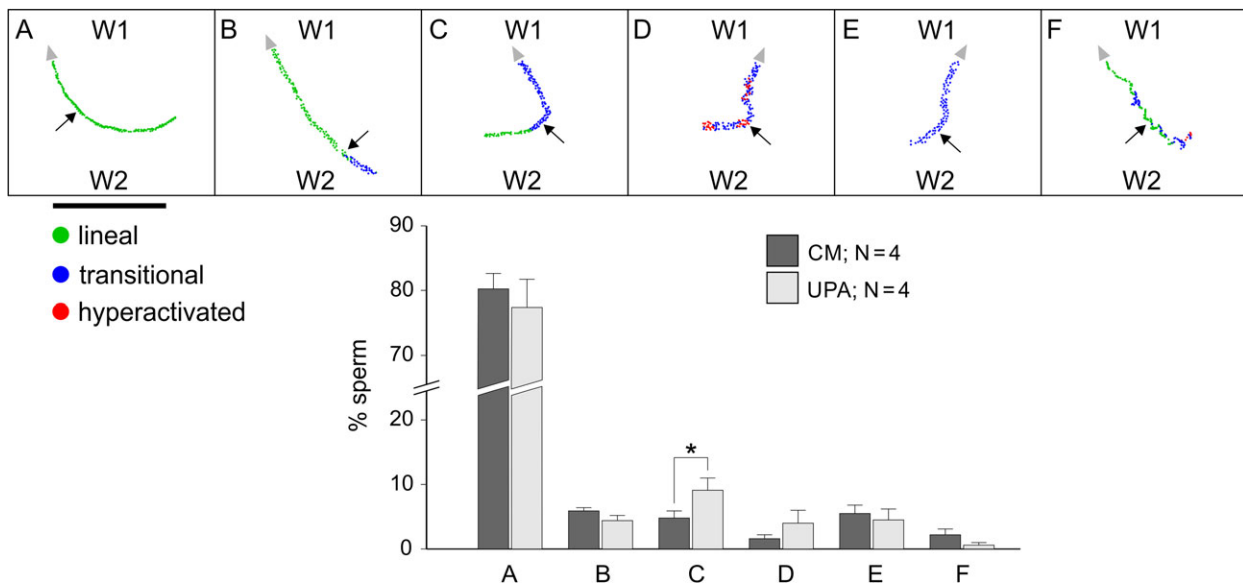 A W1 B W1 C W1 D W1 E W1 F W1
W2 W2 W2 W2 W2 W2
lineal
transitional
hyperactivated
% sperm
90
80
70
20
10
0
CM; N=4
UPA; N=4
*
A B C D E F